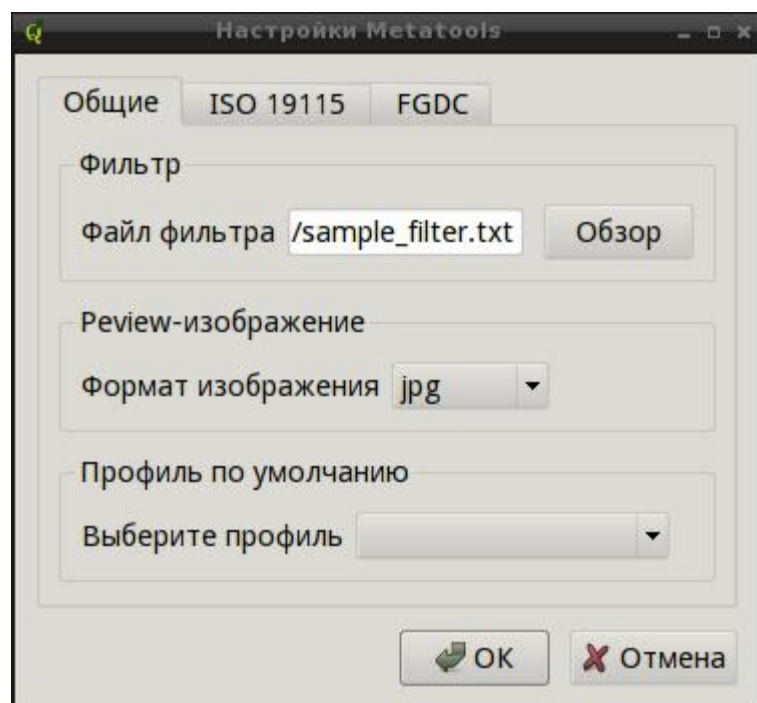 Настройки Metatools
Общие ISO 19115 FGDC
Фильтр
Файл фильтра /sample_filter.txt Обзор
Peview-изображение
Формат изображения jpg
Профиль по умолчанию
Выберите профиль
ОК Отмена